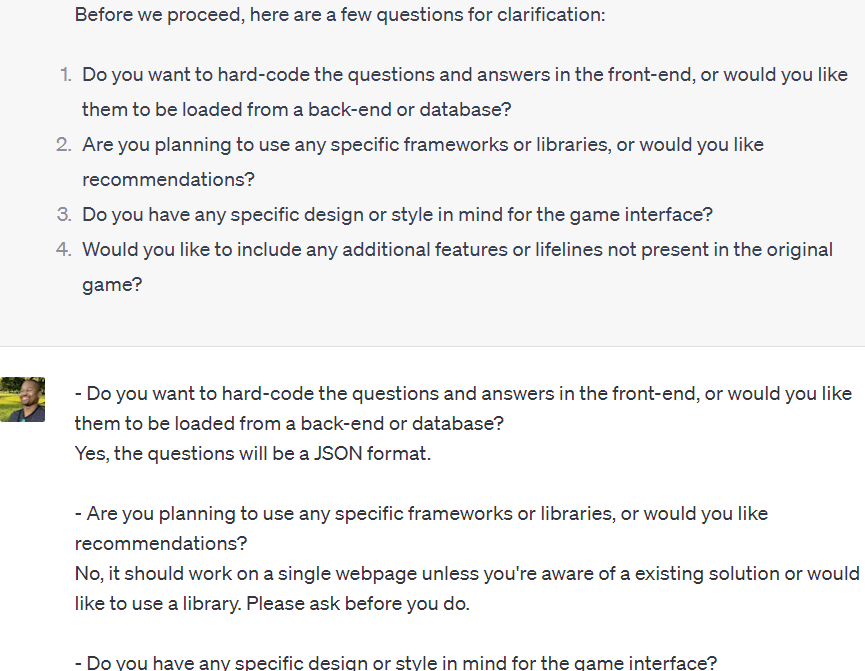 Before we proceed, here are a few questions for clarification:
1. Do you want to hard-code the questions and answers in the front-end, or would you like
them to be loaded from a back-end or database?
2. Are you planning to use any specific frameworks or libraries, or would you like
recommendations?
3. Do you have any specific design or style in mind for the game interface?
4. Would you like to include any additional features or lifelines not present in the original
game?
- Do you want to hard-code the questions and answers in the front-end, or would you like
them to be loaded from a back-end or database?
Yes, the questions will be a JSON format.
- Are you planning to use any specific frameworks or libraries, or would you like
recommendations?
No, it should work on a single webpage unless you're aware of a existing solution or would
like to use a library. Please ask before you do.
- Do you have any specific design or style in mind for the game interface?